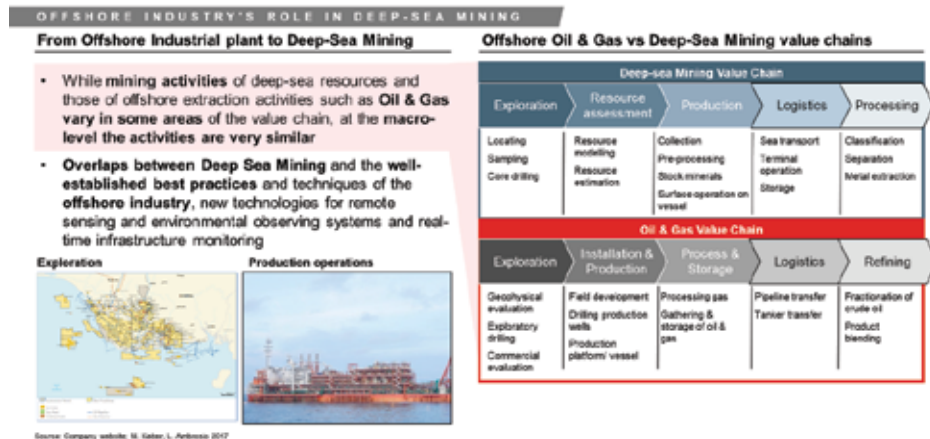 OFFSHORE INDUSTRY'S ROLE IN DEEP-SEA MINING
From Offshore Industrial plant to Deep-Sea Mining
• While mining activities of deep-sea resources and
those of offshore extraction activities such as Oil & Gas
vary in some areas of the value chain, at the macro-
level the activities are very similar
• Overlaps between Deep Sea Mining and the well-
established best practices and techniques of the
offshore industry, new technologies for remote
sensing and environmental observing systems and real-
time infrastructure monitoring
Exploration
Production operations
Offshore Oil & Gas vs Deep-Sea Mining value chains
Deep-sea Mining Value Chain
Exploration
Resource
assessment
Production
Logistics
Processing
Locating
Sampling
Core drilling
Resource
modelling
Resource
estimation
Collection
Pre-processing
Stock minerals
Surface operation on
vessel
Sea transport
Terminal
operation
Storage
Classification
Separation
Metal extraction
Oil & Gas Value Chain
Exploration
Installation &
Production
Process &
Storage
Logistics
Refining
Geophysical
evaluation
Exploratory
drilling
Commercial
evaluation
Field development
Drilling production
wells
Production
platform/ vessel
Processing gas
Gathering &
storage of oil &
gas
Pipeline transfer
Tanker transfer
Fractionation of
crude oil
Product
blending
Source: Company website; M. Kaiser, L. Ambrosio 2017